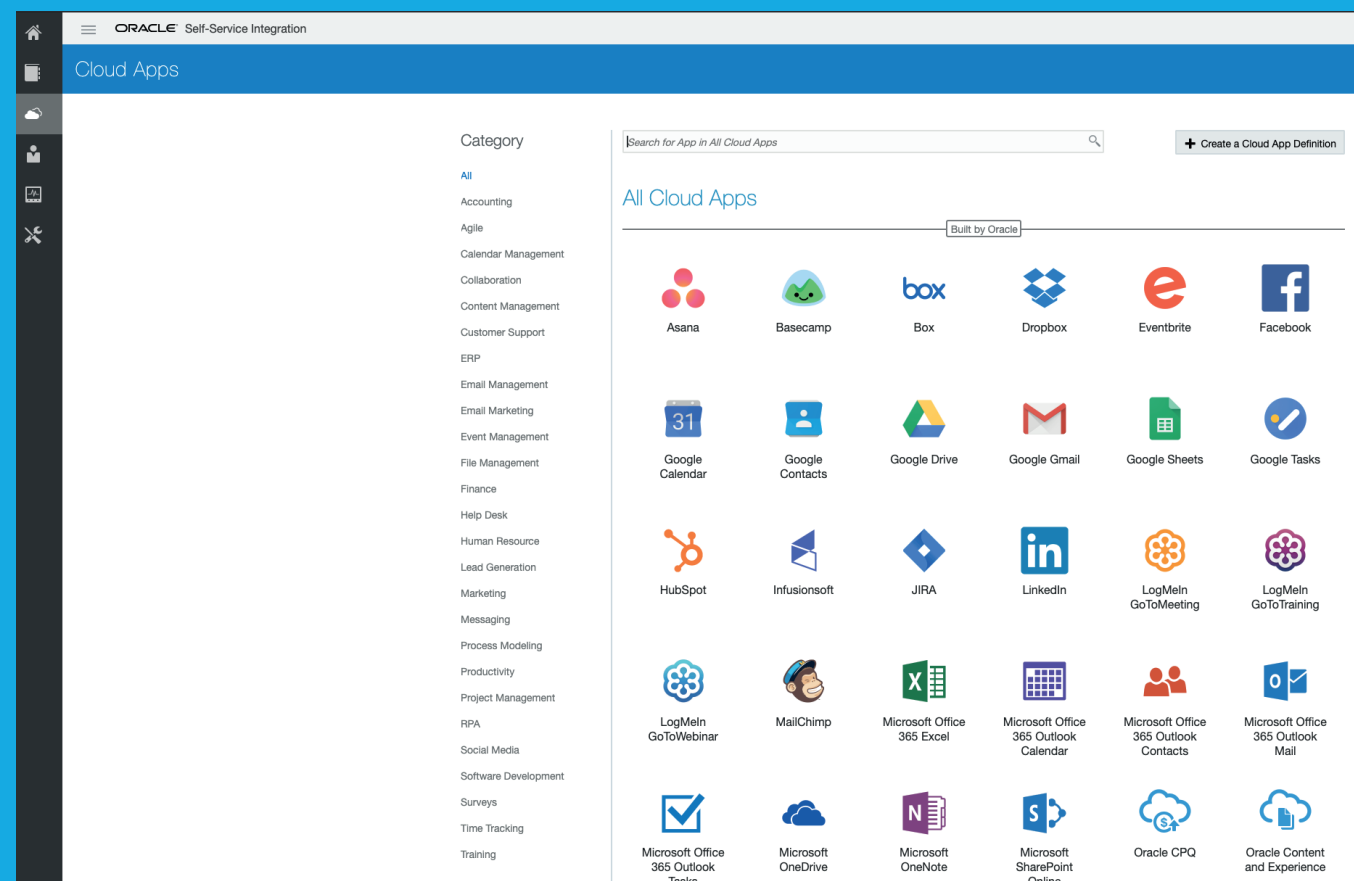 ORACLE® Self-Service Integration
Cloud Apps
Category
All
Accounting
Agile
Calendar Management
Collaboration
Content Management
Customer Support
ERP
Email Management
Email Marketing
Event Management
File Management
Finance
Help Desk
Human Resource
Lead Generation
Marketing
Messaging
Process Modeling
Productivity
Project Management
RPA
Social Media
Software Development
Surveys
Time Tracking
Training
Search for App in All Cloud Apps
+ Create a Cloud App Definition
All Cloud Apps
Built by Oracle
Asana
Basecamp
box
Box
Dropbox
Eventbrite
Facebook
31
Google
Calendar
Google
Contacts
Google Drive
Google Gmail
Google Sheets
Google Tasks
HubSpot
Infusionsoft
JIRA
in
LinkedIn
LogMeIn
GoToMeeting
LogMeIn
GoToTraining
LogMeIn
GoToWebinar
MailChimp
Microsoft Office
365 Excel
Microsoft Office
365 Outlook
Calendar
Microsoft Office
365 Outlook
Contacts
Microsoft Office
365 Outlook
Mail
Microsoft Office
365 Outlook
Tasks
Microsoft
OneDrive
Microsoft
OneNote
Microsoft
SharePoint
Online
Oracle CPQ
Oracle Content
and Experience